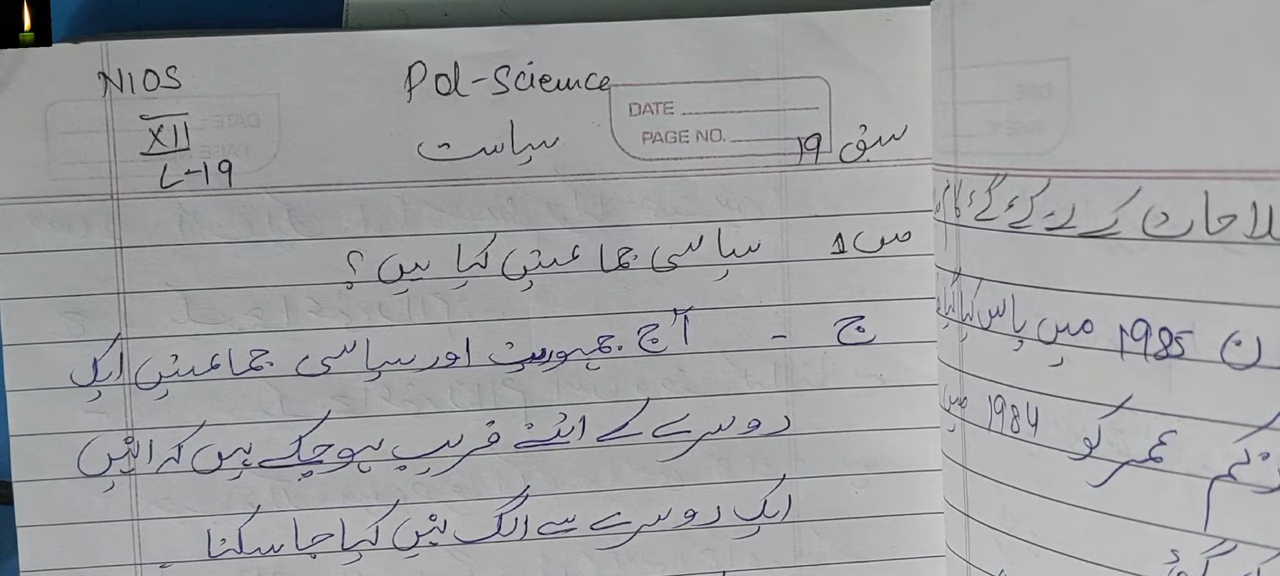 NIOS
XII
L-19
Pol-Science
سیاست
DATE
PAGE NO.
سبق 19
س 1 سیاسی جماعتیں کیا ہیں؟
ج - آج جمہوریت اور سیاسی جماعتیں ایک
دوسرے کے اتنے قریب ہو چکے ہیں کہ انہیں
ایک دوسرے سے الگ نہیں کیا جا سکتا
ن 1985 میں پاس کیا گیا
عمر کو 1984 میں